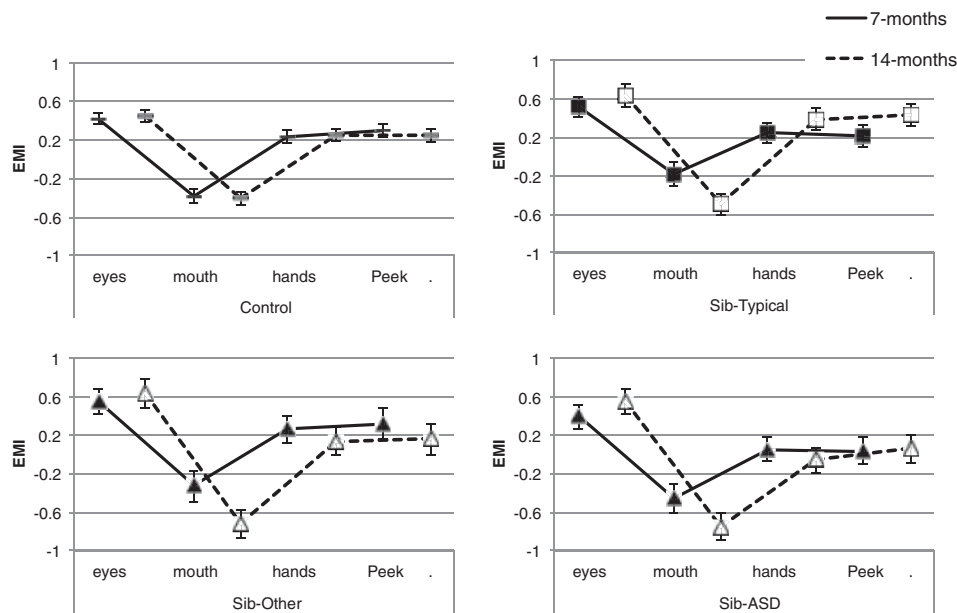 7-months
14-months
1
0.6
0.2
-0.2
-0.6
-1
EMI
eyes mouth hands Peek .
Control
1
0.6
0.2
-0.2
-0.6
-1
EMI
eyes mouth hands Peek .
Sib-Typical
1
0.6
0.2
-0.2
-0.6
-1
EMI
eyes mouth hands Peek .
Sib-Other
1
0.6
0.2
-0.2
-0.6
-1
EMI
eyes mouth hands Peek .
Sib-ASD